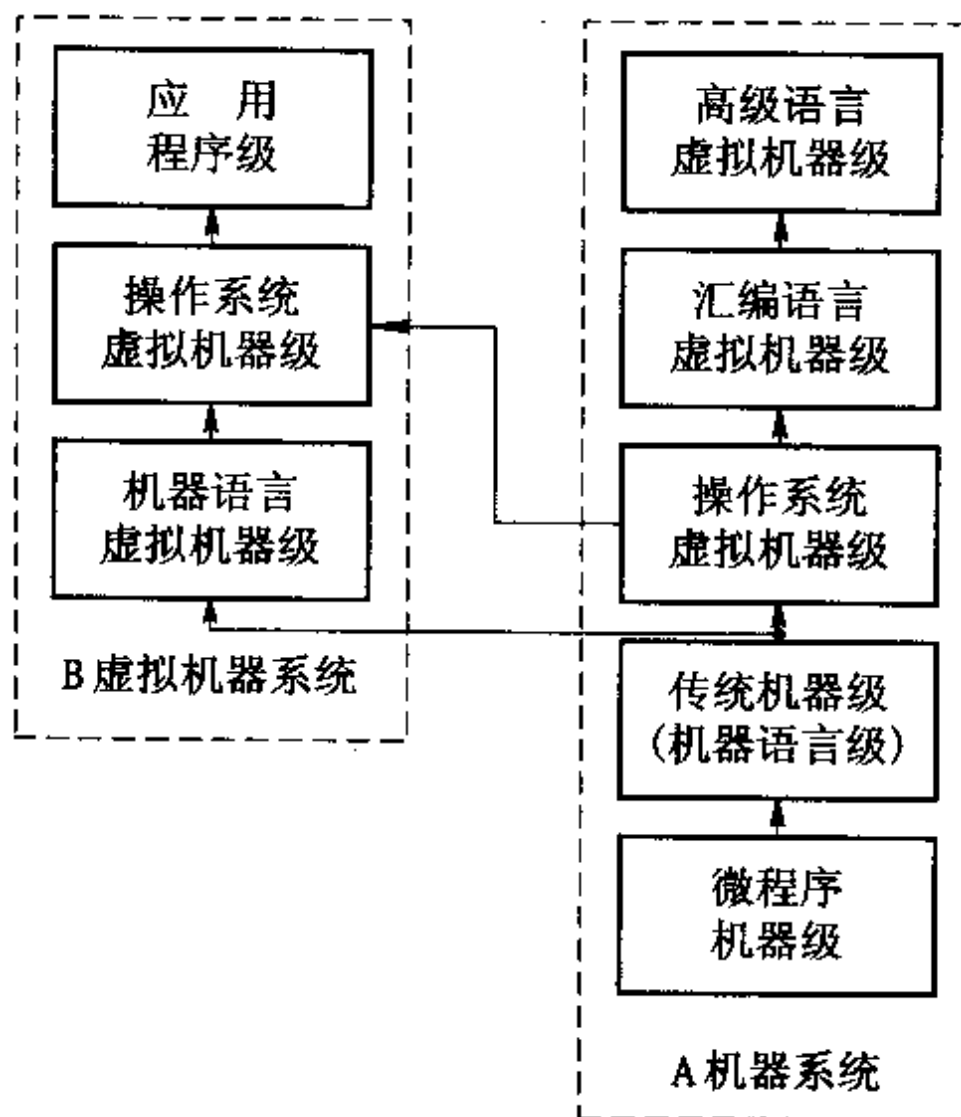 应 用
程序级
操作系统
虚拟机器级
机器语言
虚拟机器级
B虚拟机器系统
高级语言
虚拟机器级
汇编语言
虚拟机器级
操作系统
虚拟机器级
传统机器级
(机器语言级)
微程序
机器级
A机器系统